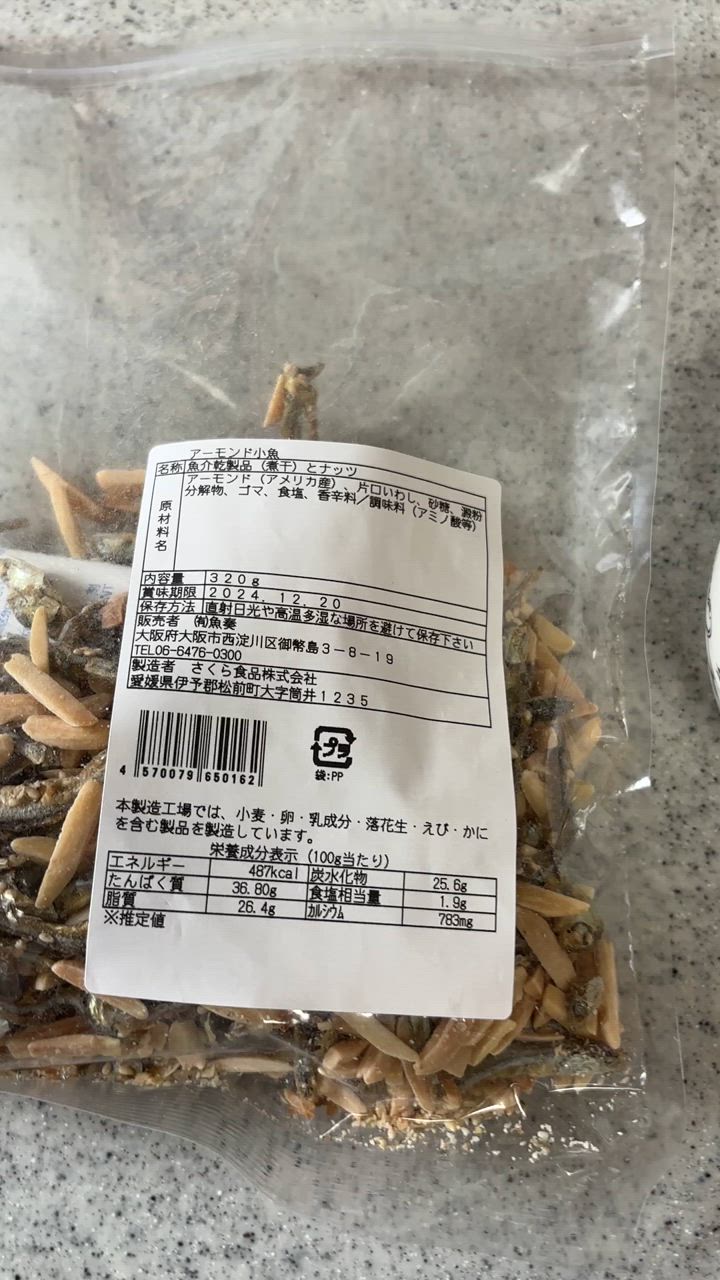 アーモンド小魚
名称 魚介乾製品（煮干）とナッツ
原材料名 アーモンド（アメリカ産）、片口いわし、砂糖、澱粉
分解物、ゴマ、食塩、香辛料／調味料（アミノ酸等）
内容量 320g
賞味期限 2024.12.20
保存方法 直射日光や高温多湿な場所を避けて保存下さい
販売者 ㈲魚奏
大阪府大阪市西淀川区御幣島3-8-19
TEL06-6476-0300
製造者 さくら食品株式会社
愛媛県伊予郡松前町大字筒井1235
4 570079 650162
プラ
袋:PP
本製造工場では、小麦・卵・乳成分・落花生・えび・かに
を含む製品を製造しています。
栄養成分表示（100g当たり）
エネルギー 487kcal 炭水化物 25.6g
たんぱく質 36.80g 食塩相当量 1.9g
脂質 26.4g カルシウム 783mg
※推定値